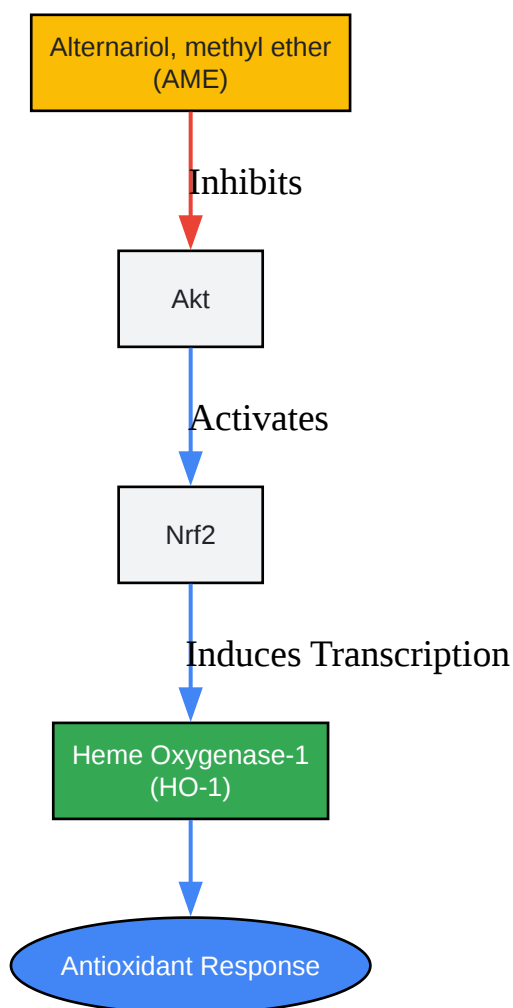 Alternariol, methyl ether
(AME)
Inhibits
Akt
Activates
Nrf2
Induces Transcription
Heme Oxygenase-1
(HO-1)
Antioxidant Response